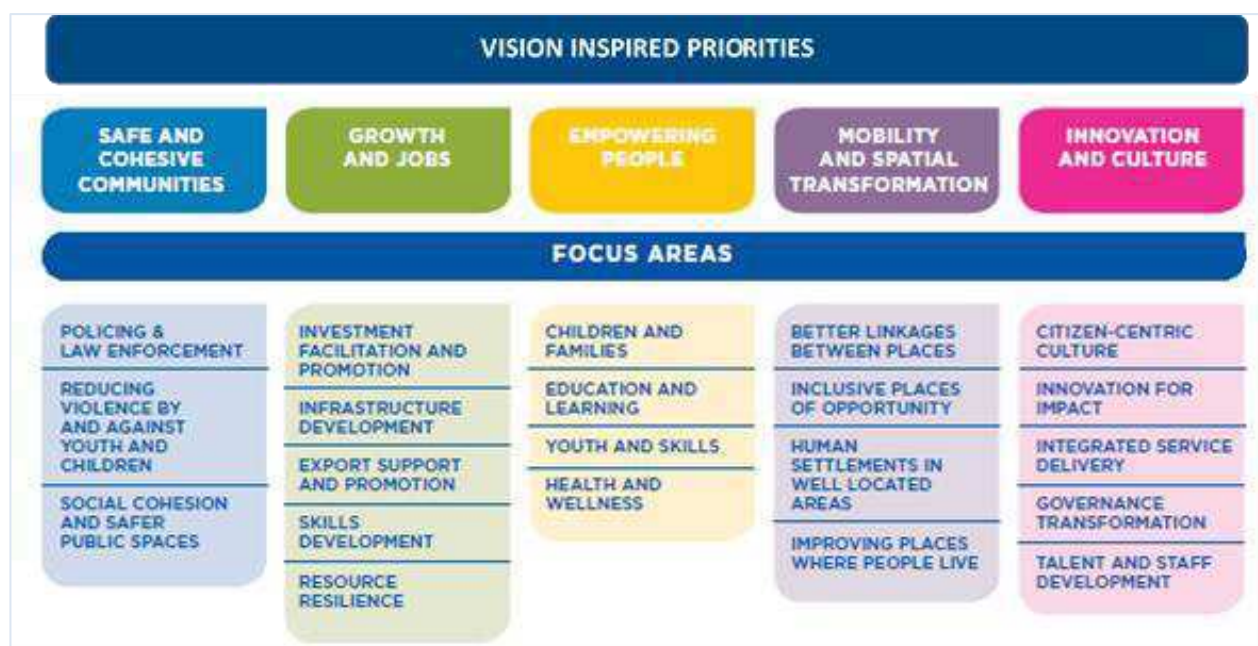 VISION INSPIRED PRIORITIES
SAFE AND
COHESIVE
COMMUNITIES
GROWTH
AND JOBS
EMPOWERING
PEOPLE
MOBILITY
AND SPATIAL
TRANSFORMATION
INNOVATION
AND CULTURE
FOCUS AREAS
POLICING &
LAW ENFORCEMENT
REDUCING
VIOLENCE BY
AND AGAINST
YOUTH AND
CHILDREN
SOCIAL COHESION
AND SAFER
PUBLIC SPACES
INVESTMENT
FACILITATION AND
PROMOTION
INFRASTRUCTURE
DEVELOPMENT
EXPORT SUPPORT
AND PROMOTION
SKILLS
DEVELOPMENT
RESOURCE
RESILIENCE
CHILDREN AND
FAMILIES
EDUCATION AND
LEARNING
YOUTH AND SKILLS
HEALTH AND
WELLNESS
BETTER LINKAGES
BETWEEN PLACES
INCLUSIVE PLACES
OF OPPORTUNITY
HUMAN
SETTLEMENTS IN
WELL LOCATED
AREAS
IMPROVING PLACES
WHERE PEOPLE LIVE
CITIZEN-CENTRIC
CULTURE
INNOVATION FOR
IMPACT
INTEGRATED SERVICE
DELIVERY
GOVERNANCE
TRANSFORMATION
TALENT AND STAFF
DEVELOPMENT